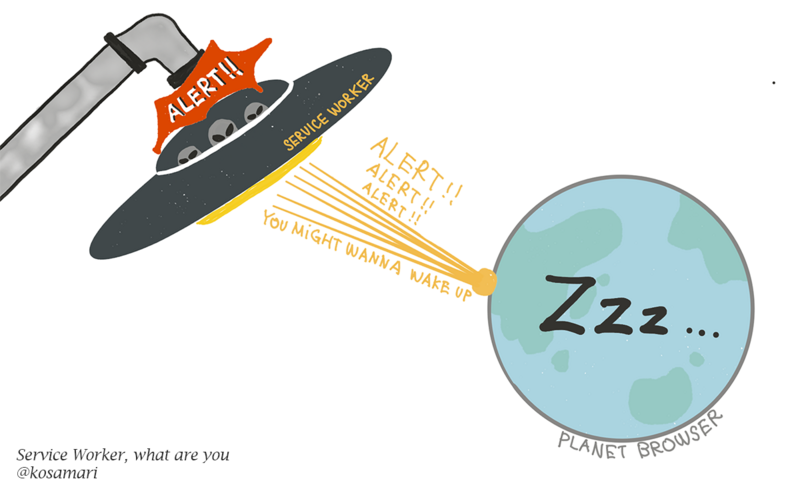 ALERT!!
SERVICE WORKER
ALERT!!
ALERT!!
ALERT!!
YOU MiGHT WANNA WAKE UP
Zzz...
PLANET BROWSER
Service Worker, what are you
@kosamari